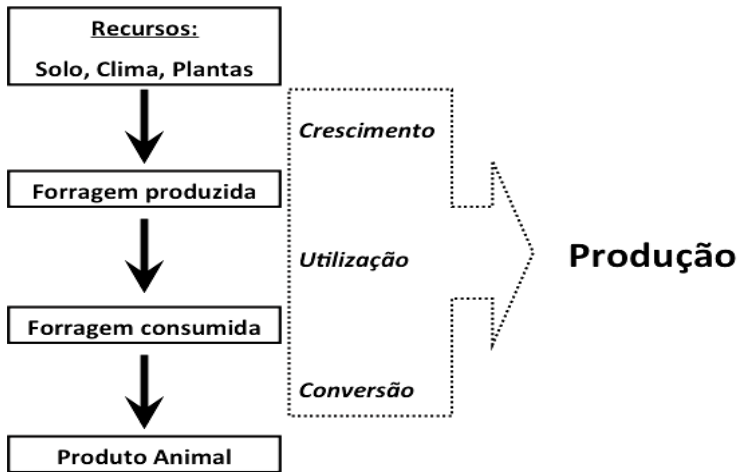 Recursos:
Solo, Clima, Plantas
Crescimento
Forragem produzida
Utilização
Produção
Forragem consumida
Conversão
Produto Animal